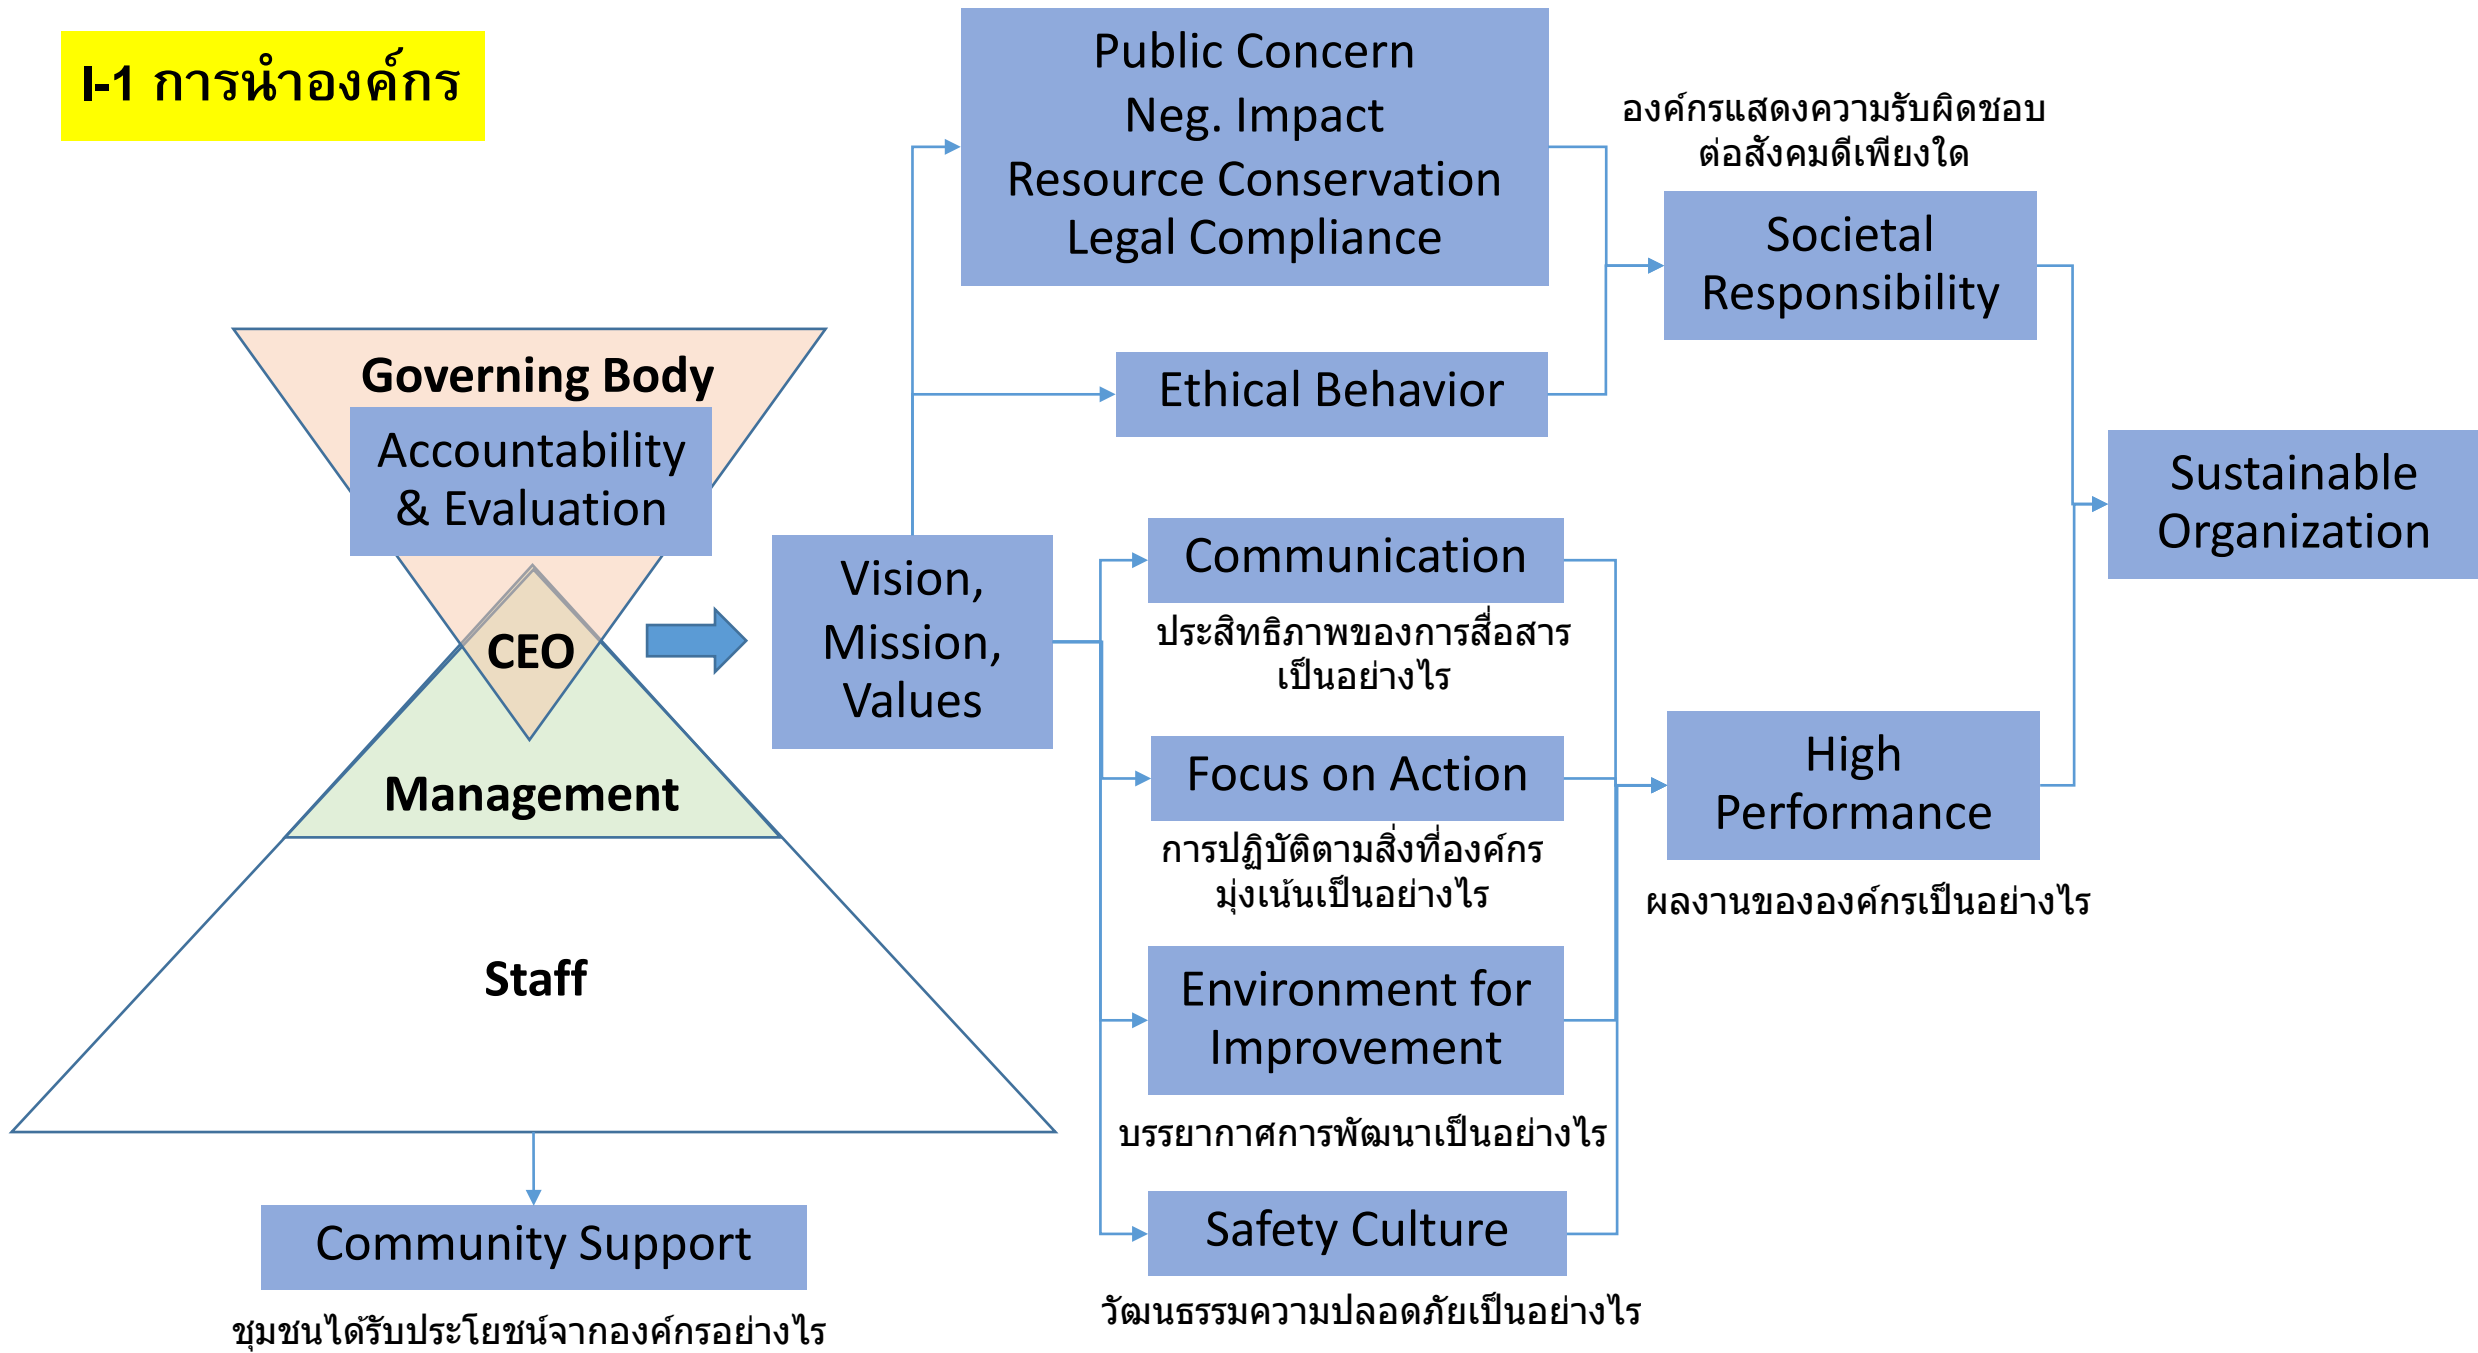 I-1 การนำองค์กร
Public Concern
Neg. Impact
Resource Conservation
Legal Compliance
องค์กรแสดงความรับผิดชอบ
ต่อสังคมดีเพียงใด
Societal
Responsibility
Governing Body
Accountability
& Evaluation
Ethical Behavior
Sustainable
Organization
CEO
Vision,
Mission,
Values
Communication
ประสิทธิภาพของการสื่อสาร
เป็นอย่างไร
Management
Focus on Action
การปฏิบัติตามสิ่งที่องค์กร
มุ่งเน้นเป็นอย่างไร
High
Performance
ผลงานขององค์กรเป็นอย่างไร
Staff
Environment for
Improvement
บรรยากาศการพัฒนาเป็นอย่างไร
Community Support
ชุมชนได้รับประโยชน์จากองค์กรอย่างไร
Safety Culture
วัฒนธรรมความปลอดภัยเป็นอย่างไร